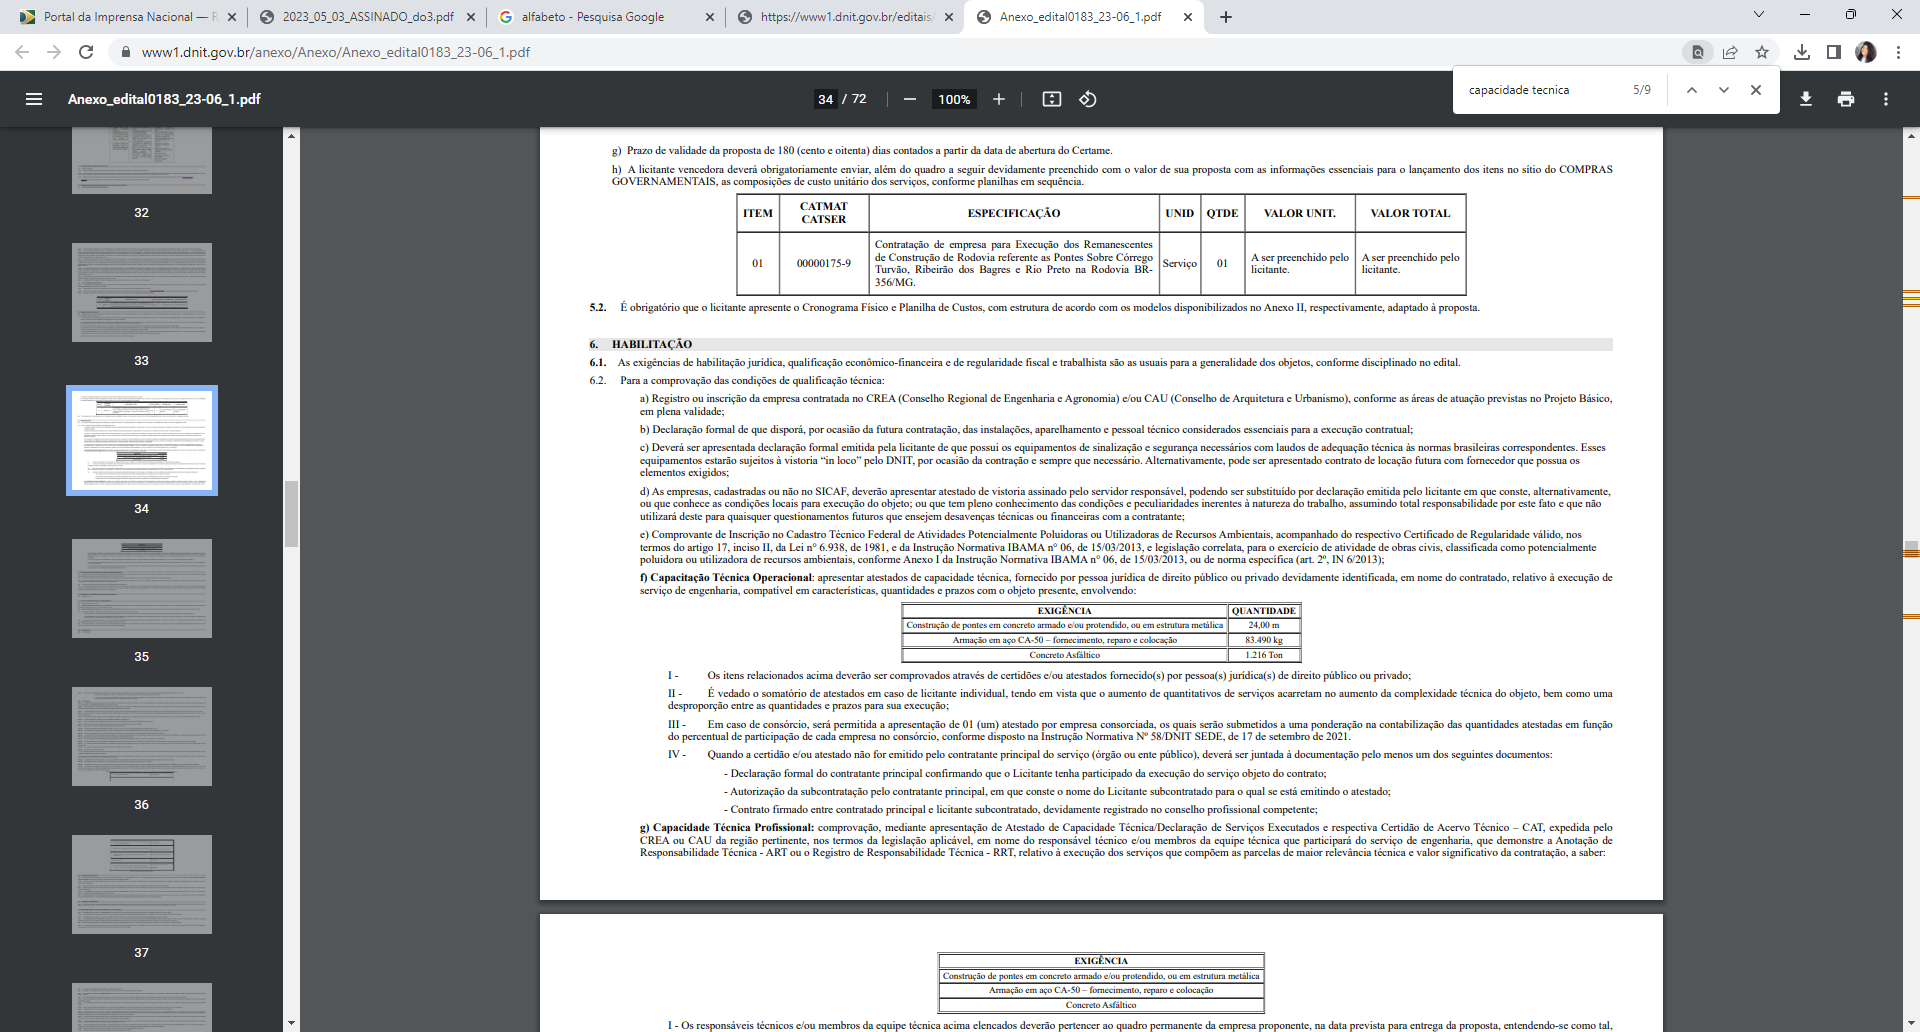 Portal da Imprensa Nacional — R
2023_05_03_ASSINADO_do3.pdf
alfabeto - Pesquisa Google
https://www1.dnit.gov.br/editais/
Anexo_edital0183_23-06_1.pdf
www1.dnit.gov.br/anexo/Anexo/Anexo_edital0183_23-06_1.pdf
capacidade tecnica 5/9
Anexo_edital0183_23-06_1.pdf
34 / 72
100%
32
33
34
35
36
37
g) Prazo de validade da proposta de 180 (cento e oitenta) dias contados a partir da data de abertura do Certame.
h) A licitante vencedora deverá obrigatoriamente enviar, além do quadro a seguir devidamente preenchido com o valor de sua proposta com as informações essenciais para o lançamento dos itens no sítio do COMPRAS
GOVERNAMENTAIS, as composições de custo unitário dos serviços, conforme planilhas em sequência.
ITEM CATMAT CATSER ESPECIFICAÇÃO UNID QTDE VALOR UNIT. VALOR TOTAL
01 00000175-9 Contratação de empresa para Execução dos Remanescentes
de Construção de Rodovia referente as Pontes Sobre Córrego
Turvão, Ribeirão dos Bagres e Rio Preto na Rodovia BR-
356/MG. Serviço 01 A ser preenchido pelo
licitante. A ser preenchido pelo
licitante.
5.2. É obrigatório que o licitante apresente o Cronograma Físico e Planilha de Custos, com estrutura de acordo com os modelos disponibilizados no Anexo II, respectivamente, adaptado à proposta.
6. HABILITAÇÃO
6.1. As exigências de habilitação jurídica, qualificação econômico-financeira e de regularidade fiscal e trabalhista são as usuais para a generalidade dos objetos, conforme disciplinado no edital.
6.2. Para a comprovação das condições de qualificação técnica:
a) Registro ou inscrição da empresa contratada no CREA (Conselho Regional de Engenharia e Agronomia) e/ou CAU (Conselho de Arquitetura e Urbanismo), conforme as áreas de atuação previstas no Projeto Básico,
em plena validade;
b) Declaração formal de que disporá, por ocasião da futura contratação, das instalações, aparelhamento e pessoal técnico considerados essenciais para a execução contratual;
c) Deverá ser apresentada declaração formal emitida pela licitante de que possui os equipamentos de sinalização e segurança necessários com laudos de adequação técnica às normas brasileiras correspondentes. Esses
equipamentos estarão sujeitos à vistoria “in loco” pelo DNIT, por ocasião da contração e sempre que necessário. Alternativamente, pode ser apresentado contrato de locação futura com fornecedor que possua os
elementos exigidos;
d) As empresas, cadastradas ou não no SICAF, deverão apresentar atestado de vistoria assinado pelo servidor responsável, podendo ser substituído por declaração emitida pelo licitante em que conste, alternativamente,
ou que conhece as condições locais para execução do objeto; ou que tem pleno conhecimento das condições e peculiaridades inerentes à natureza do trabalho, assumindo total responsabilidade por este fato e que não
utilizará deste para quaisquer questionamentos futuros que ensejem desavenças técnicas ou financeiras com a contratante;
e) Comprovante de Inscrição no Cadastro Técnico Federal de Atividades Potencialmente Poluidoras ou Utilizadoras de Recursos Ambientais, acompanhado do respectivo Certificado de Regularidade válido, nos
termos do artigo 17, inciso II, da Lei n° 6.938, de 1981, e da Instrução Normativa IBAMA n° 06, de 15/03/2013, e legislação correlata, para o exercício de atividade de obras civis, classificada como potencialmente
poluidora ou utilizadora de recursos ambientais, conforme Anexo I da Instrução Normativa IBAMA n° 06, de 15/03/2013, ou de norma específica (art. 2º, IN 6/2013);
f) Capacitação Técnica Operacional: apresentar atestados de capacidade técnica, fornecido por pessoa jurídica de direito público ou privado devidamente identificada, em nome do contratado, relativo à execução de
serviço de engenharia, compatível em características, quantidades e prazos com o objeto presente, envolvendo:
EXIGÊNCIA QUANTIDADE
Construção de pontes em concreto armado e/ou protendido, ou em estrutura metálica 24,00 m
Armação em aço CA-50 – fornecimento, reparo e colocação 83.490 kg
Concreto Asfáltico 1.216 Ton
I - Os itens relacionados acima deverão ser comprovados através de certidões e/ou atestados fornecido(s) por pessoa(s) jurídica(s) de direito público ou privado;
II - É vedado o somatório de atestados em caso de licitante individual, tendo em vista que o aumento de quantitativos de serviços acarretam no aumento da complexidade técnica do objeto, bem como uma
desproporção entre as quantidades e prazos para sua execução;
III - Em caso de consórcio, será permitida a apresentação de 01 (um) atestado por empresa consorciada, os quais serão submetidos a uma ponderação na contabilização das quantidades atestadas em função
do percentual de participação de cada empresa no consórcio, conforme disposto na Instrução Normativa Nº 58/DNIT SEDE, de 17 de setembro de 2021.
IV - Quando a certidão e/ou atestado não for emitido pelo contratante principal do serviço (órgão ou ente público), deverá ser juntada à documentação pelo menos um dos seguintes documentos:
- Declaração formal do contratante principal confirmando que o Licitante tenha participado da execução do serviço objeto do contrato;
- Autorização da subcontratação pelo contratante principal, em que conste o nome do Licitante subcontratado para o qual se está emitindo o atestado;
- Contrato firmado entre contratado principal e licitante subcontratado, devidamente registrado no conselho profissional competente;
g) Capacidade Técnica Profissional: comprovação, mediante apresentação de Atestado de Capacidade Técnica/Declaração de Serviços Executados e respectiva Certidão de Acervo Técnico – CAT, expedida pelo
CREA ou CAU da região pertinente, nos termos da legislação aplicável, em nome do responsável técnico e/ou membros da equipe técnica que participará do serviço de engenharia, que demonstre a Anotação de
Responsabilidade Técnica - ART ou o Registro de Responsabilidade Técnica - RRT, relativo à execução dos serviços que compõem as parcelas de maior relevância técnica e valor significativo da contratação, a saber:
EXIGÊNCIA
Construção de pontes em concreto armado e/ou protendido, ou em estrutura metálica
Armação em aço CA-50 – fornecimento, reparo e colocação
Concreto Asfáltico
I - Os responsáveis técnicos e/ou membros da equipe técnica acima elencados deverão pertencer ao quadro permanente da empresa proponente, na data prevista para entrega da proposta, entendendo-se como tal,